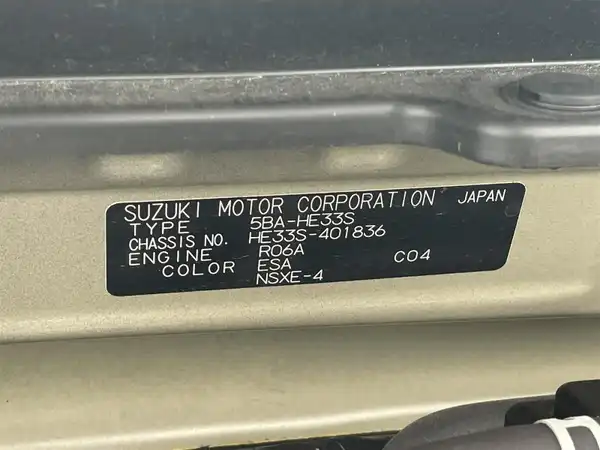 SUZUKI MOTOR CORPORATION JAPAN
TYPE 5BA-HE33S
CHASSIS NO. HE33S-401836
ENGINE R06A C04
COLOR ESA
NSXE-4